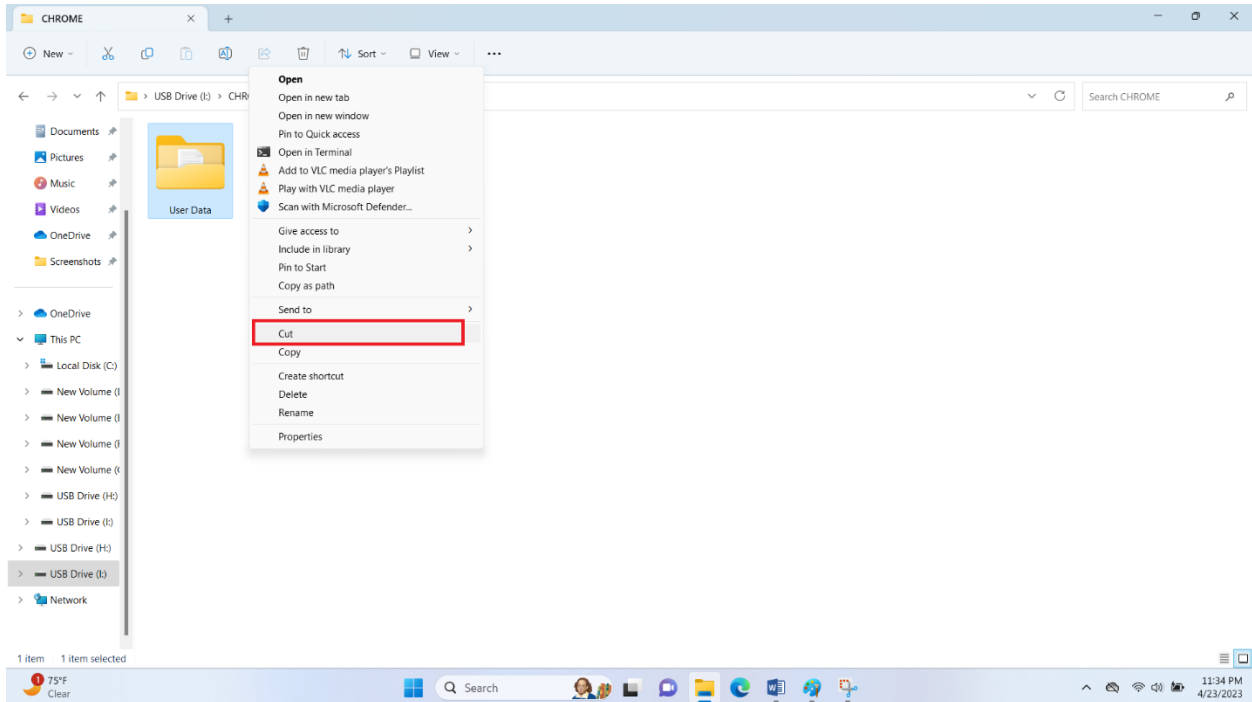 CHROME
New
Sort
View
USB Drive (I:) > CHR
Search CHROME
Documents
Pictures
Music
Videos
OneDrive
Screenshots
OneDrive
This PC
Local Disk (C:)
New Volume (
New Volume (
New Volume (
New Volume (
USB Drive (H:)
USB Drive (I:)
USB Drive (H:)
USB Drive (I:)
Network
User Data
Open
Open in new tab
Open in new window
Pin to Quick access
Open in Terminal
Add to VLC media player's Playlist
Play with VLC media player
Scan with Microsoft Defender...
Give access to
Include in library
Pin to Start
Copy as path
Send to
Cut
Copy
Create shortcut
Delete
Rename
Properties
1 item 1 item selected
1
75°F
Clear
Search
11:34 PM
4/23/2023